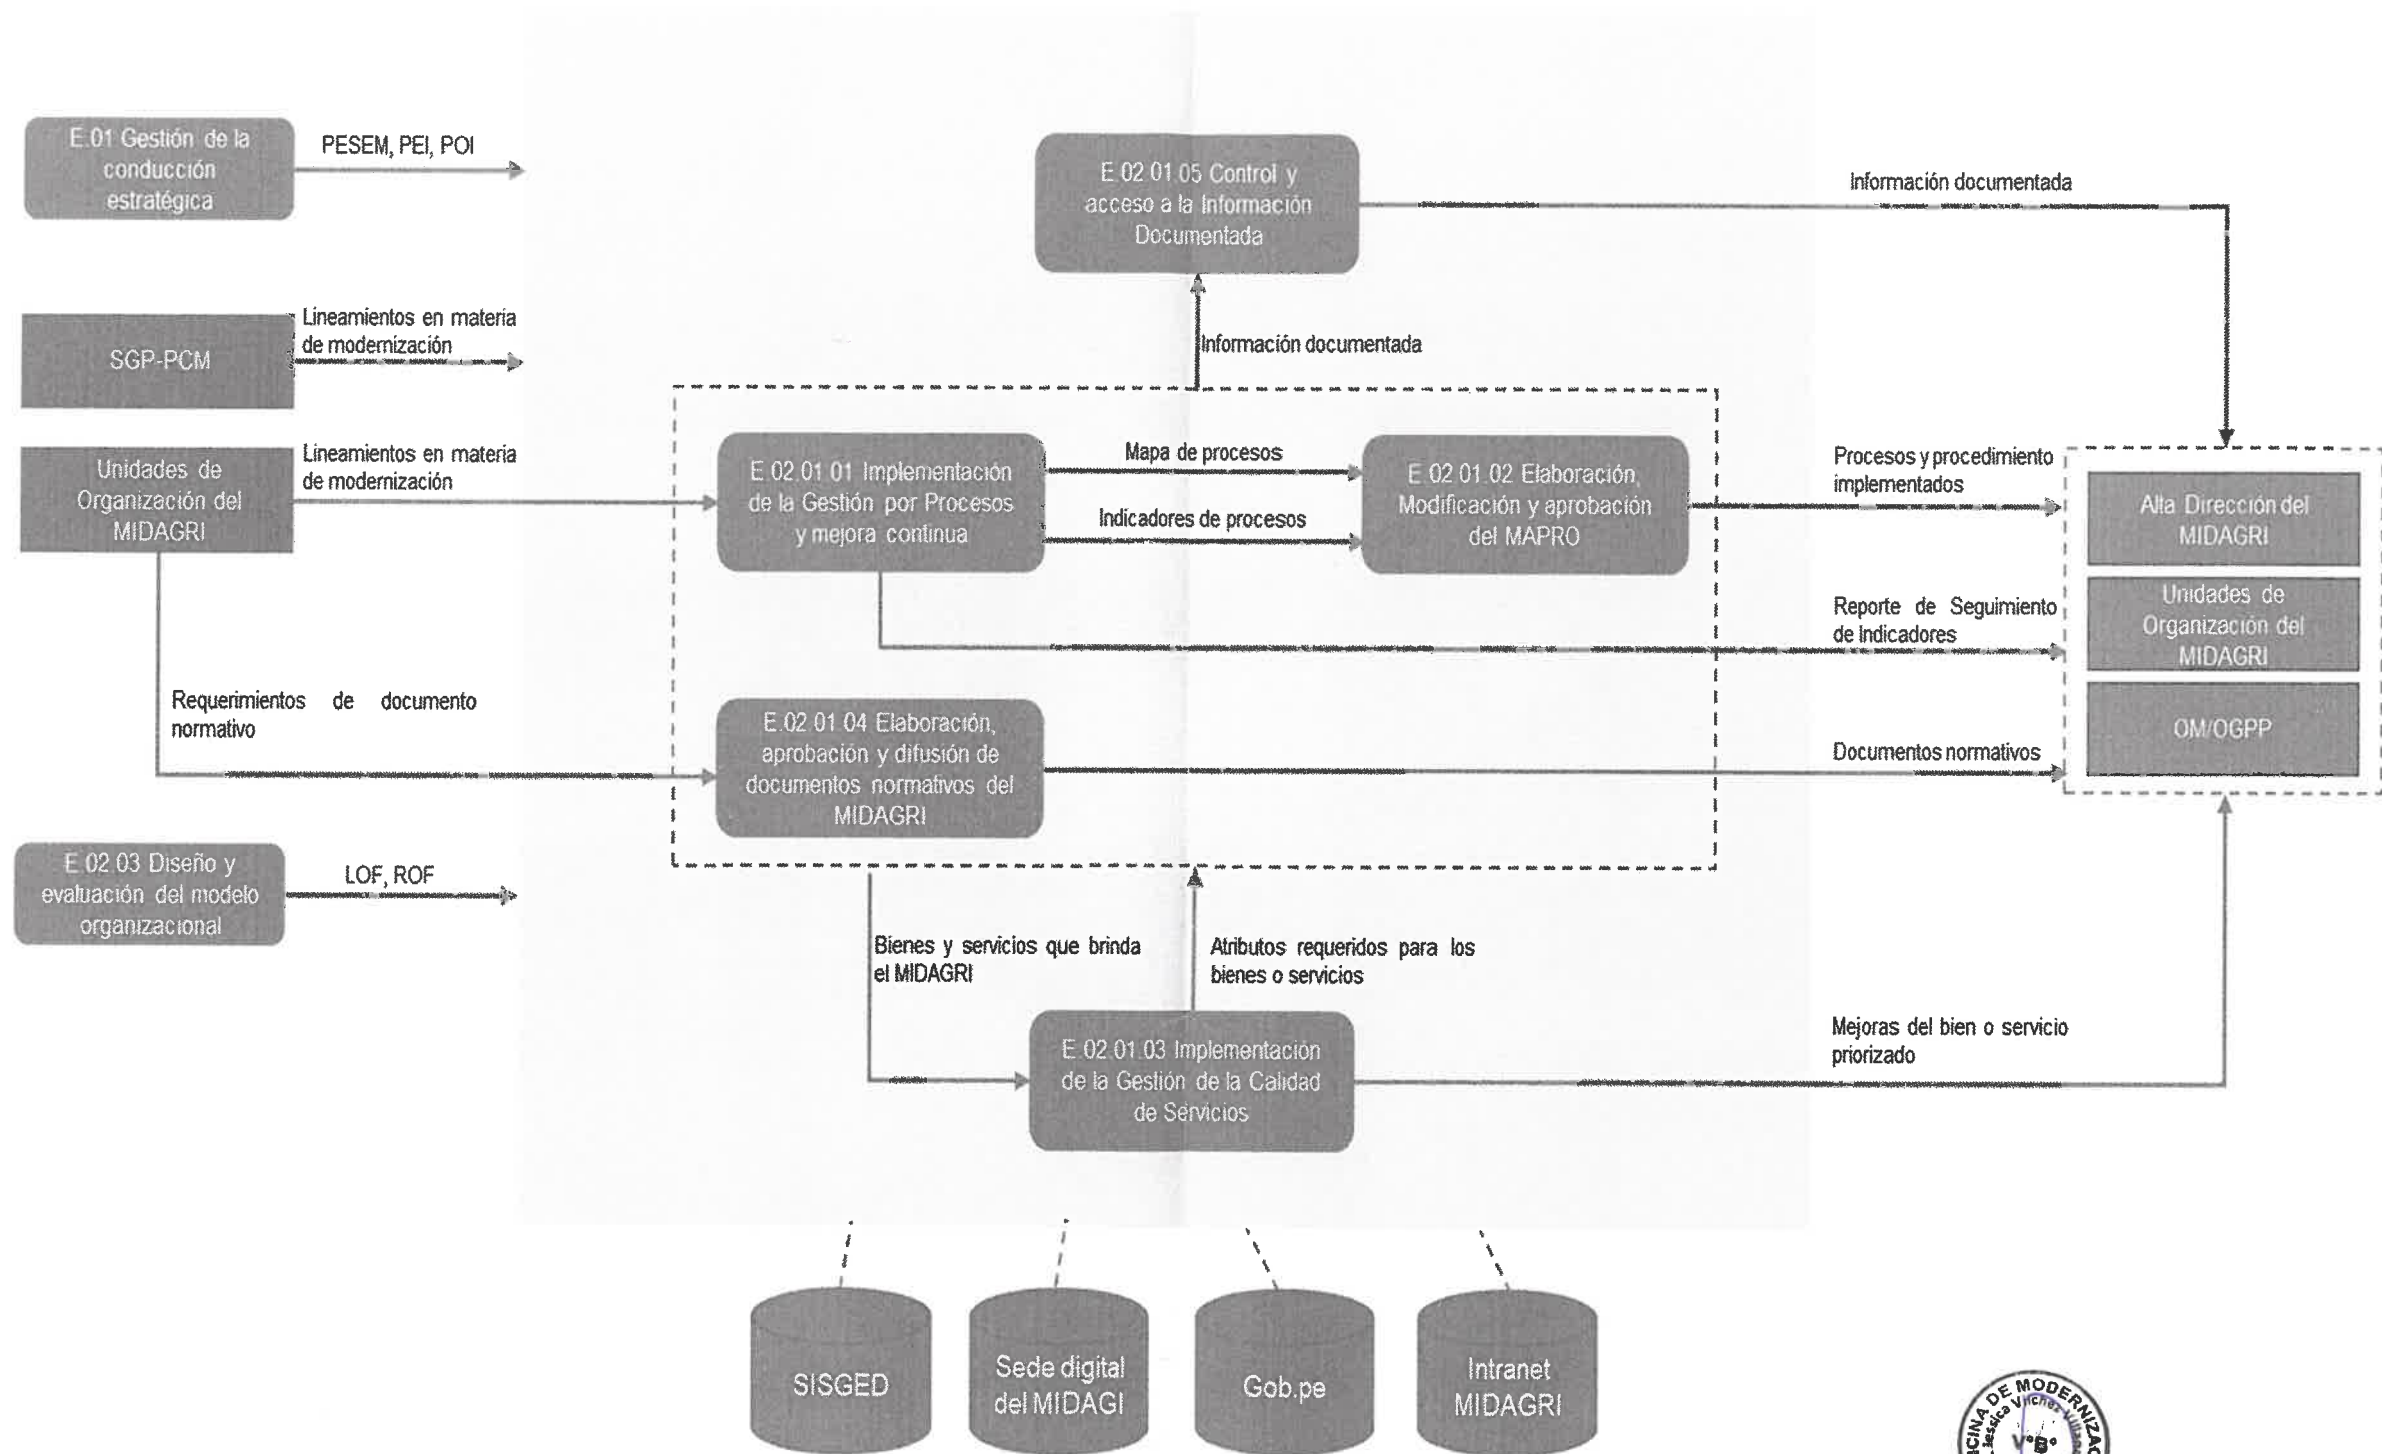 E.01 Gestión de la
conducción
estratégica
PESEM, PEI, POI
E.02.01.05 Control y
acceso a la Información
Documentada
Información documentada
SGP-PCM
Lineamientos en materia
de modernización
Información documentada
Unidades de
Organización del
MIDAGRI
Lineamientos en materia
de modernización
E.02.01.01 Implementación
de la Gestión por Procesos
y mejora continua
Mapa de procesos
Indicadores de procesos
E.02.01.02 Elaboración,
Modificación y aprobación
del MAPRO
Procesos y procedimiento
implementados
Alta Dirección del
MIDAGRI
Reporte de Seguimiento
de Indicadores
Unidades de
Organización del
MIDAGRI
Requerimientos de documento
normativo
E.02.01.04 Elaboración,
aprobación y difusión de
documentos normativos del
MIDAGRI
Documentos normativos
OM/OGPP
E.02.03 Diseño y
evaluación del modelo
organizacional
LOF, ROF
Bienes y servicios que brinda
el MIDAGRI
Atributos requeridos para los
bienes o servicios
E.02.01.03 Implementación
de la Gestión de la Calidad
de Servicios
Mejoras del bien o servicio
priorizado
SISGED
Sede digital
del MIDAGI
Gob.pe
Intranet
MIDAGRI
DE MODERNIZAC
V°B°